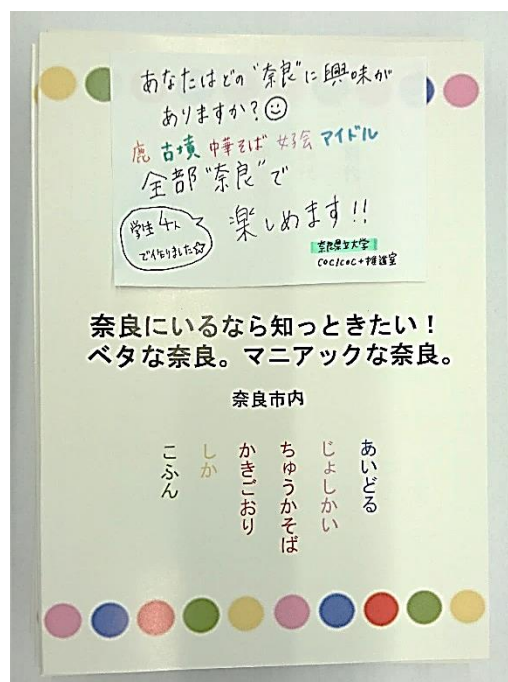 あなたはどの"奈良"に興味が
ありますか?
鹿 古墳 中華そば 女子会 アイドル
全部"奈良"で
楽しめます!!
学生4人
で作りました☆
奈良県立大学
COC/COC+推進室
奈良にいるなら知っときたい！
ベタな奈良。マニアックな奈良。
奈良市内
あいどる
じょしかい
ちゅうかそば
かきごおり
しか
こふん